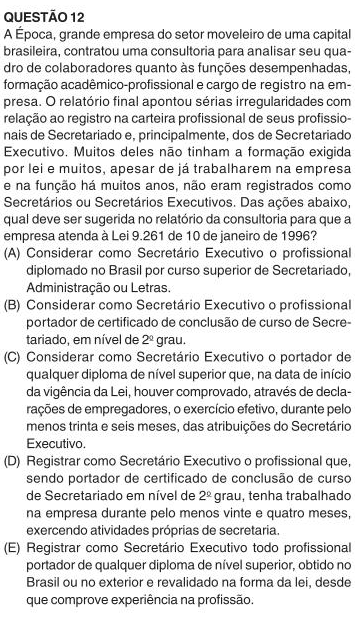 QUESTÃO 12
A Época, grande empresa do setor moveleiro de uma capital
brasileira, contratou uma consultoria para analisar seu qua-
dro de colaboradores quanto às funções desempenhadas,
formação acadêmico-profissional e cargo de registro na em-
presa. O relatório final apontou sérias irregularidades com
relação ao registro na carteira profissional de seus profissio-
nais de Secretariado e, principalmente, dos de Secretariado
Executivo. Muitos deles não tinham a formação exigida
por lei e muitos, apesar de já trabalharem na empresa
e na função há muitos anos, não eram registrados como
Secretários ou Secretários Executivos. Das ações abaixo,
qual deve ser sugerida no relatório da consultoria para que a
empresa atenda à Lei 9.261 de 10 de janeiro de 1996?
(A) Considerar como Secretário Executivo o profissional
diplomado no Brasil por curso superior de Secretariado,
Administração ou Letras.
(B) Considerar como Secretário Executivo o profissional
portador de certificado de conclusão de curso de Secre-
tariado, em nível de 2º grau.
(C) Considerar como Secretário Executivo o portador de
qualquer diploma de nível superior que, na data de início
da vigência da Lei, houver comprovado, através de decla-
rações de empregadores, o exercício efetivo, durante pelo
menos trinta e seis meses, das atribuições do Secretário
Executivo.
(D) Registrar como Secretário Executivo o profissional que,
sendo portador de certificado de conclusão de curso
de Secretariado em nível de 2º grau, tenha trabalhado
na empresa durante pelo menos vinte e quatro meses,
exercendo atividades próprias de secretaria.
(E) Registrar como Secretário Executivo todo profissional
portador de qualquer diploma de nível superior, obtido no
Brasil ou no exterior e revalidado na forma da lei, desde
que comprove experiência na profissão.